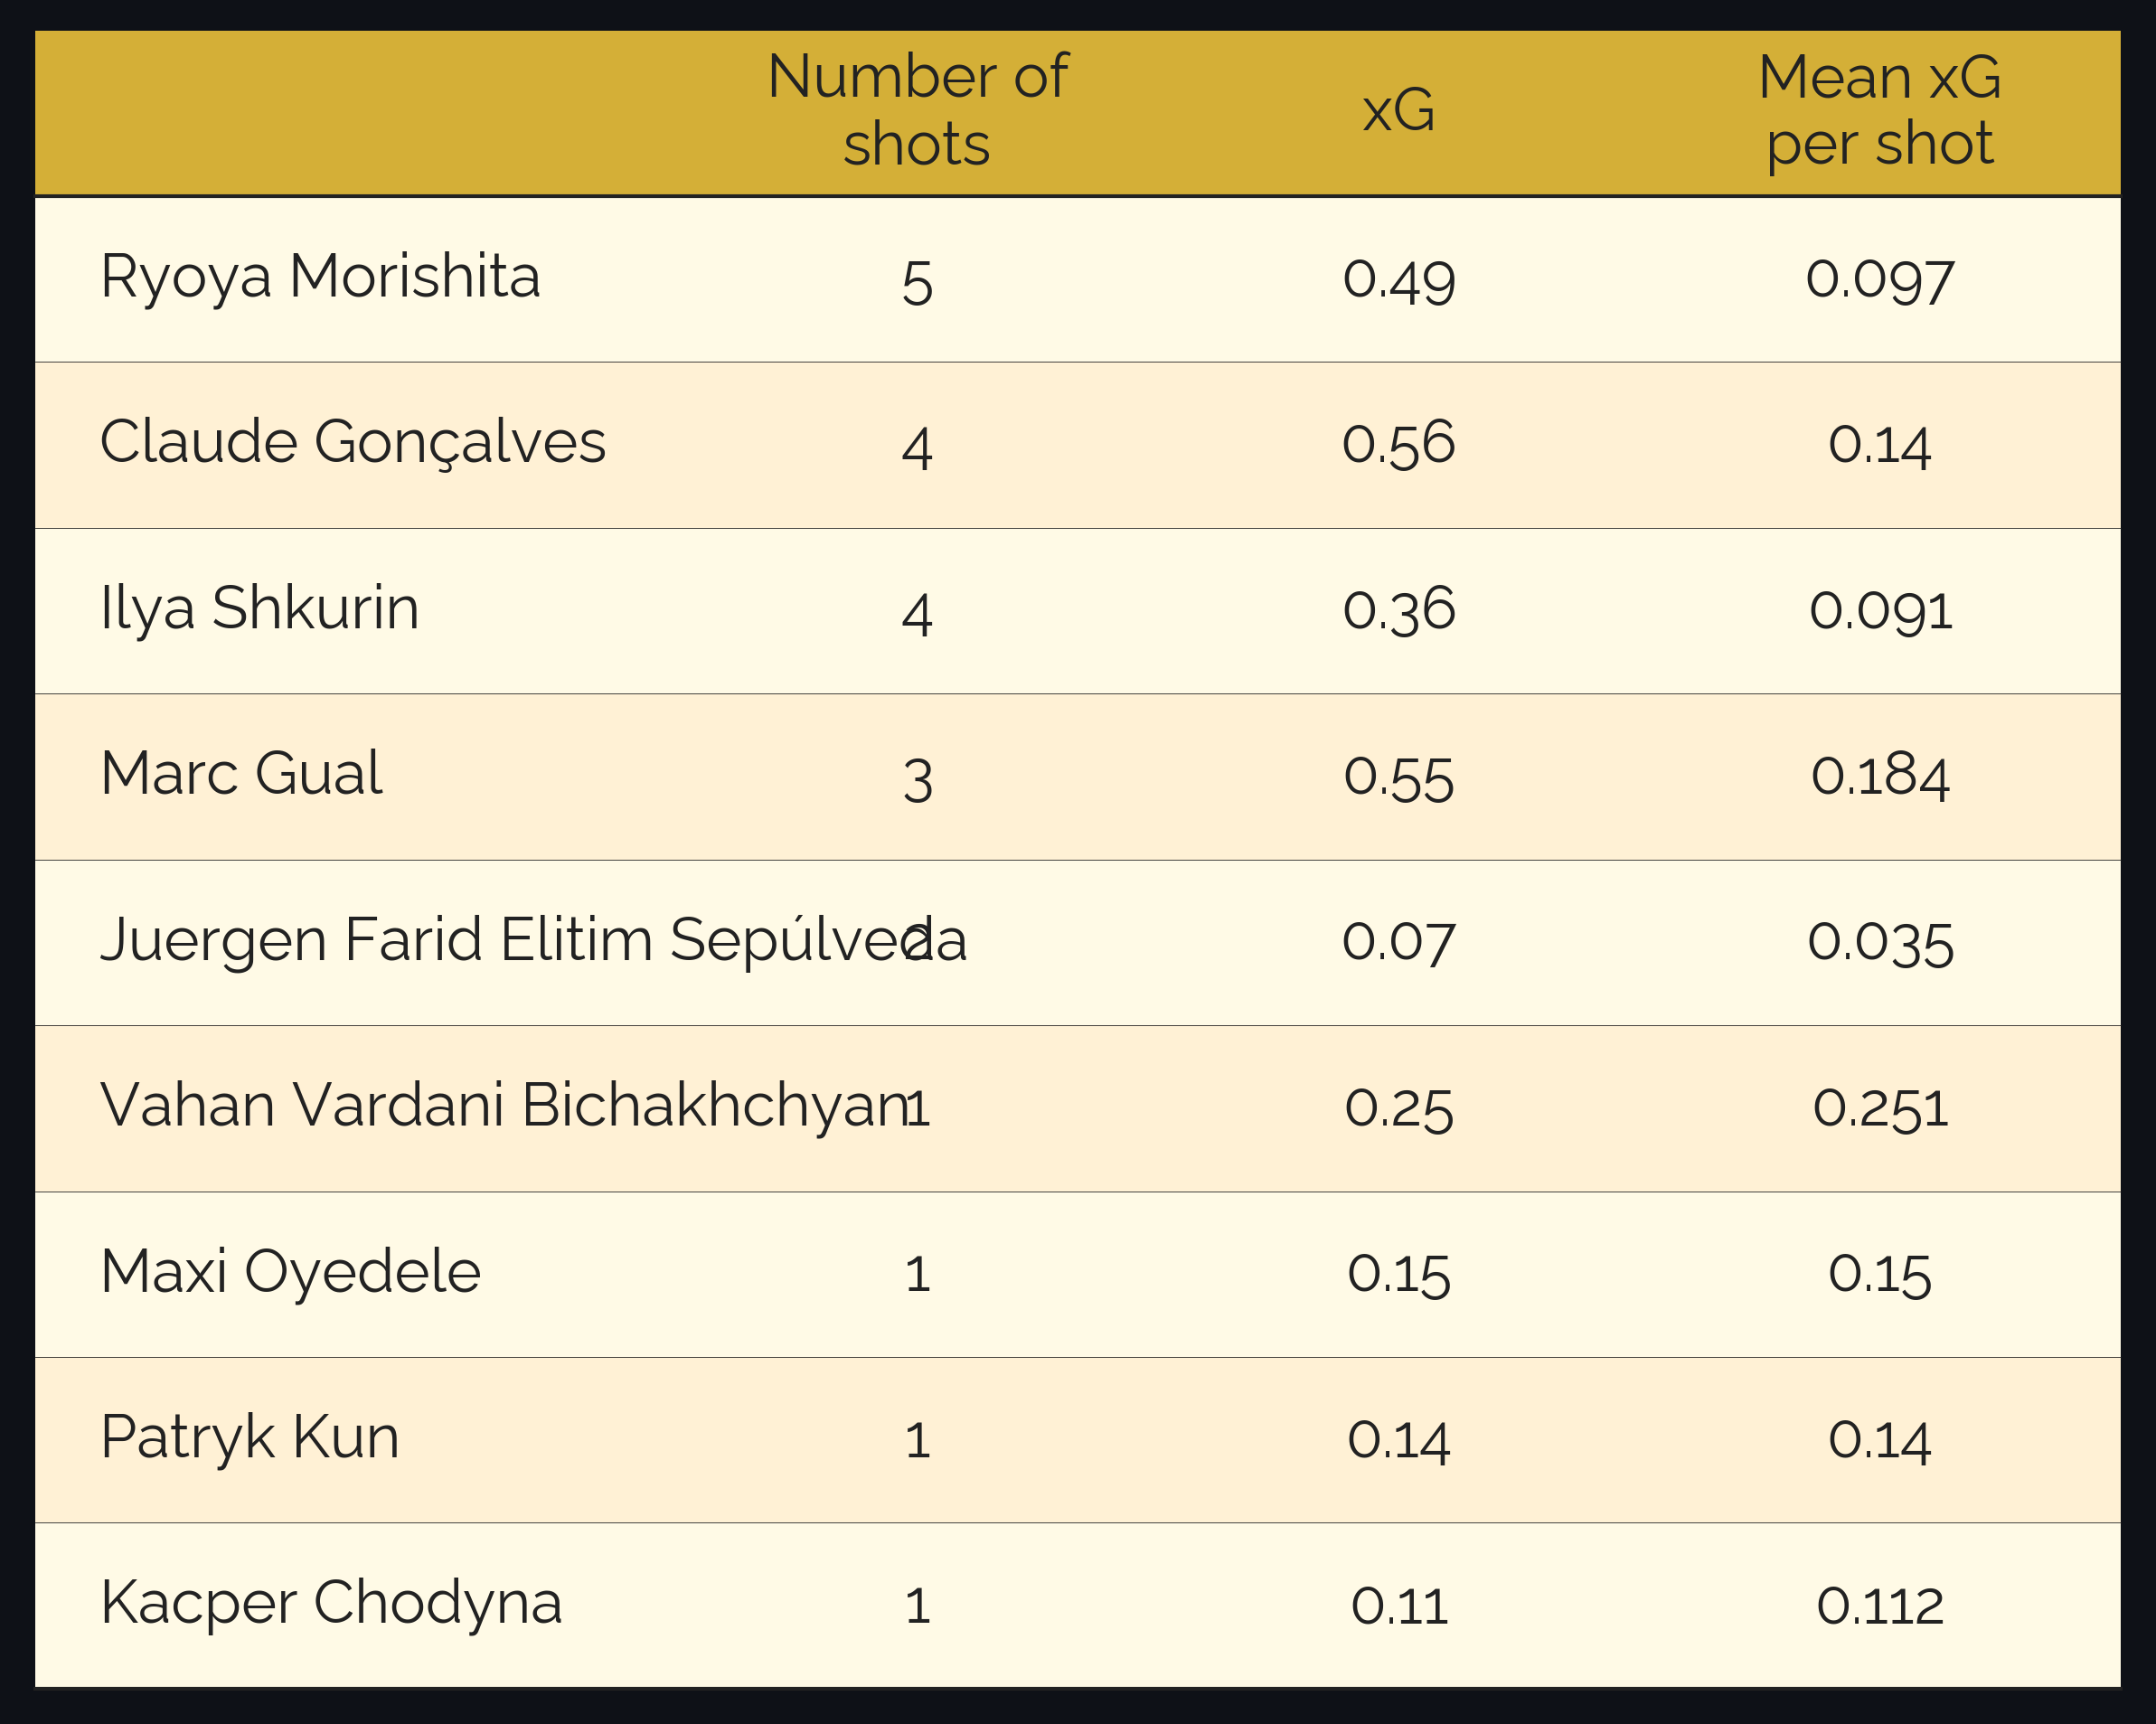 Number of shots xG Mean xG per shot
Ryoya Morishita 5 0.49 0.097
Claude Gonçalves 4 0.56 0.14
Ilya Shkurin 4 0.36 0.091
Marc Gual 3 0.55 0.184
Juergen Farid Elitim Sepúlveda 2 0.07 0.035
Vahan Vardani Bichakhchyan 1 0.25 0.251
Maxi Oyedele 1 0.15 0.15
Patryk Kun 1 0.14 0.14
Kacper Chodyna 1 0.11 0.112